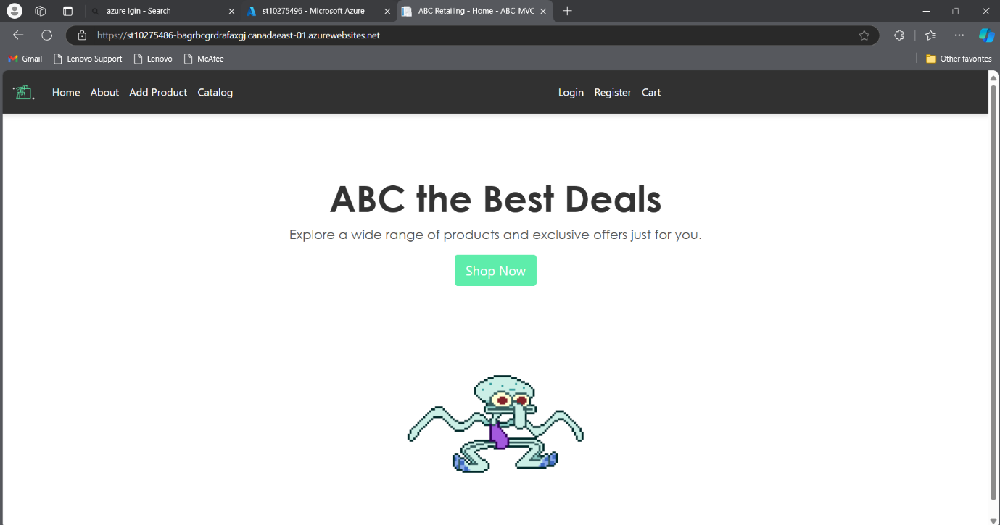 azure lgin - Search
st10275496 - Microsoft Azure
ABC Retailing - Home - ABC_MVC
https://st10275486-bagrbcgrdrafaxgj.canadaeast-01.azurewebsites.net
Gmail Lenovo Support Lenovo McAfee Other favorites
Home About Add Product Catalog Login Register Cart
ABC the Best Deals
Explore a wide range of products and exclusive offers just for you.
Shop Now